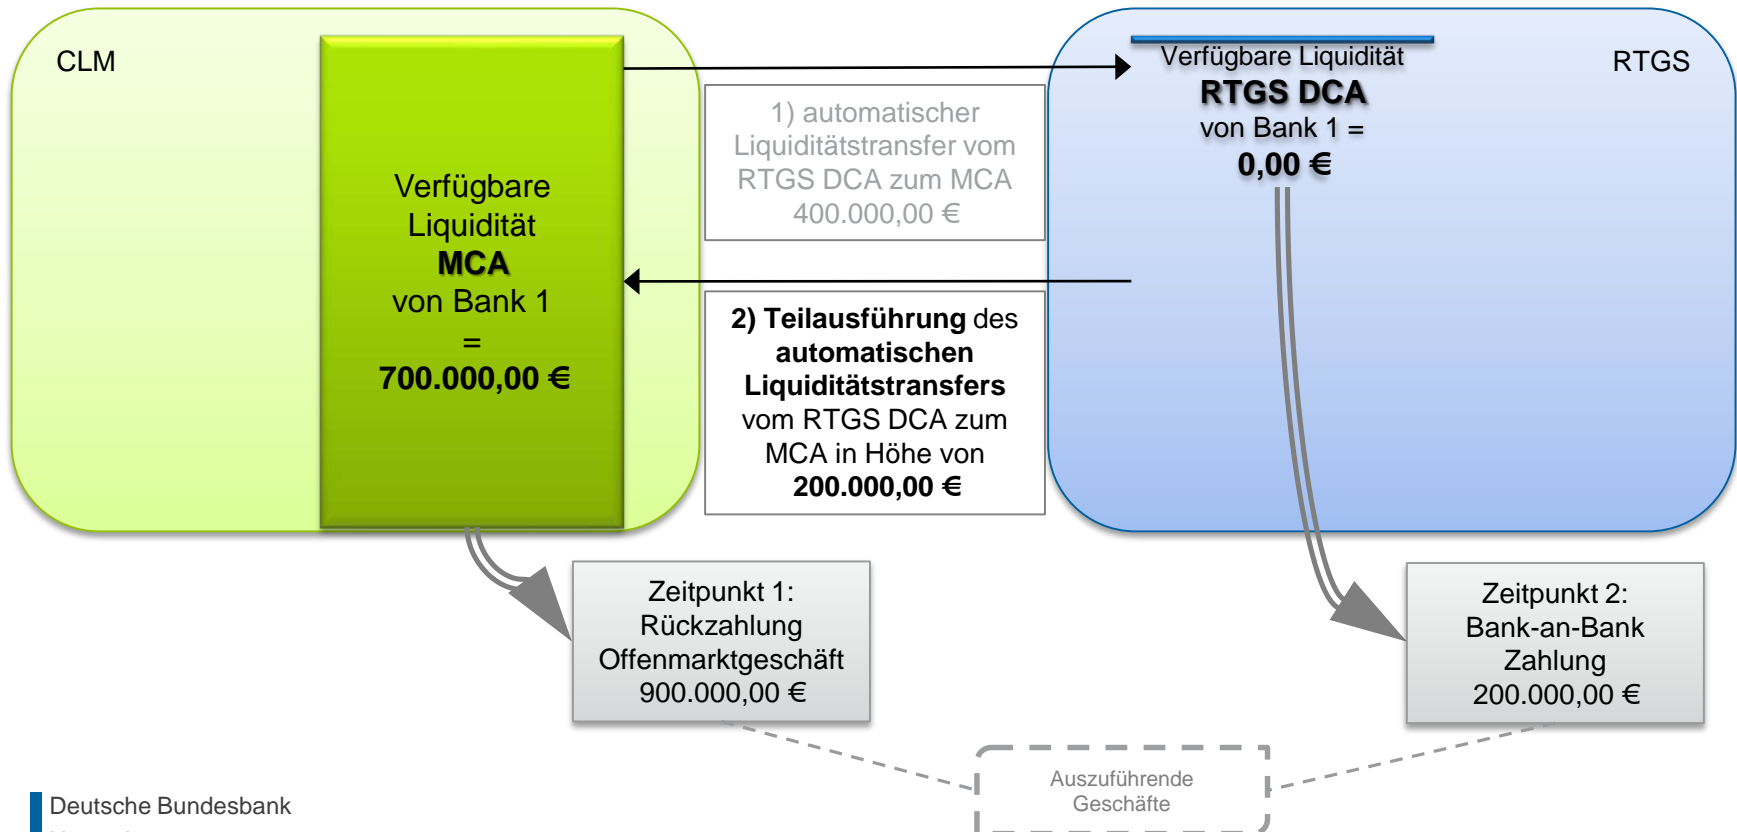 CLM
Verfügbare
Liquidität
MCA
von Bank 1
=
700.000,00 €
1) automatischer
Liquiditätstransfer vom
RTGS DCA zum MCA
400.000,00 €
2) Teilausführung des
automatischen
Liquiditätstransfers
vom RTGS DCA zum
MCA in Höhe von
200.000,00 €
Verfügbare Liquidität
RTGS DCA
von Bank 1 =
0,00 €
RTGS
Zeitpunkt 1:
Rückzahlung
Offenmarktgeschäft
900.000,00 €
Zeitpunkt 2:
Bank-an-Bank
Zahlung
200.000,00 €
Auszuführende
Geschäfte
Deutsche Bundesbank